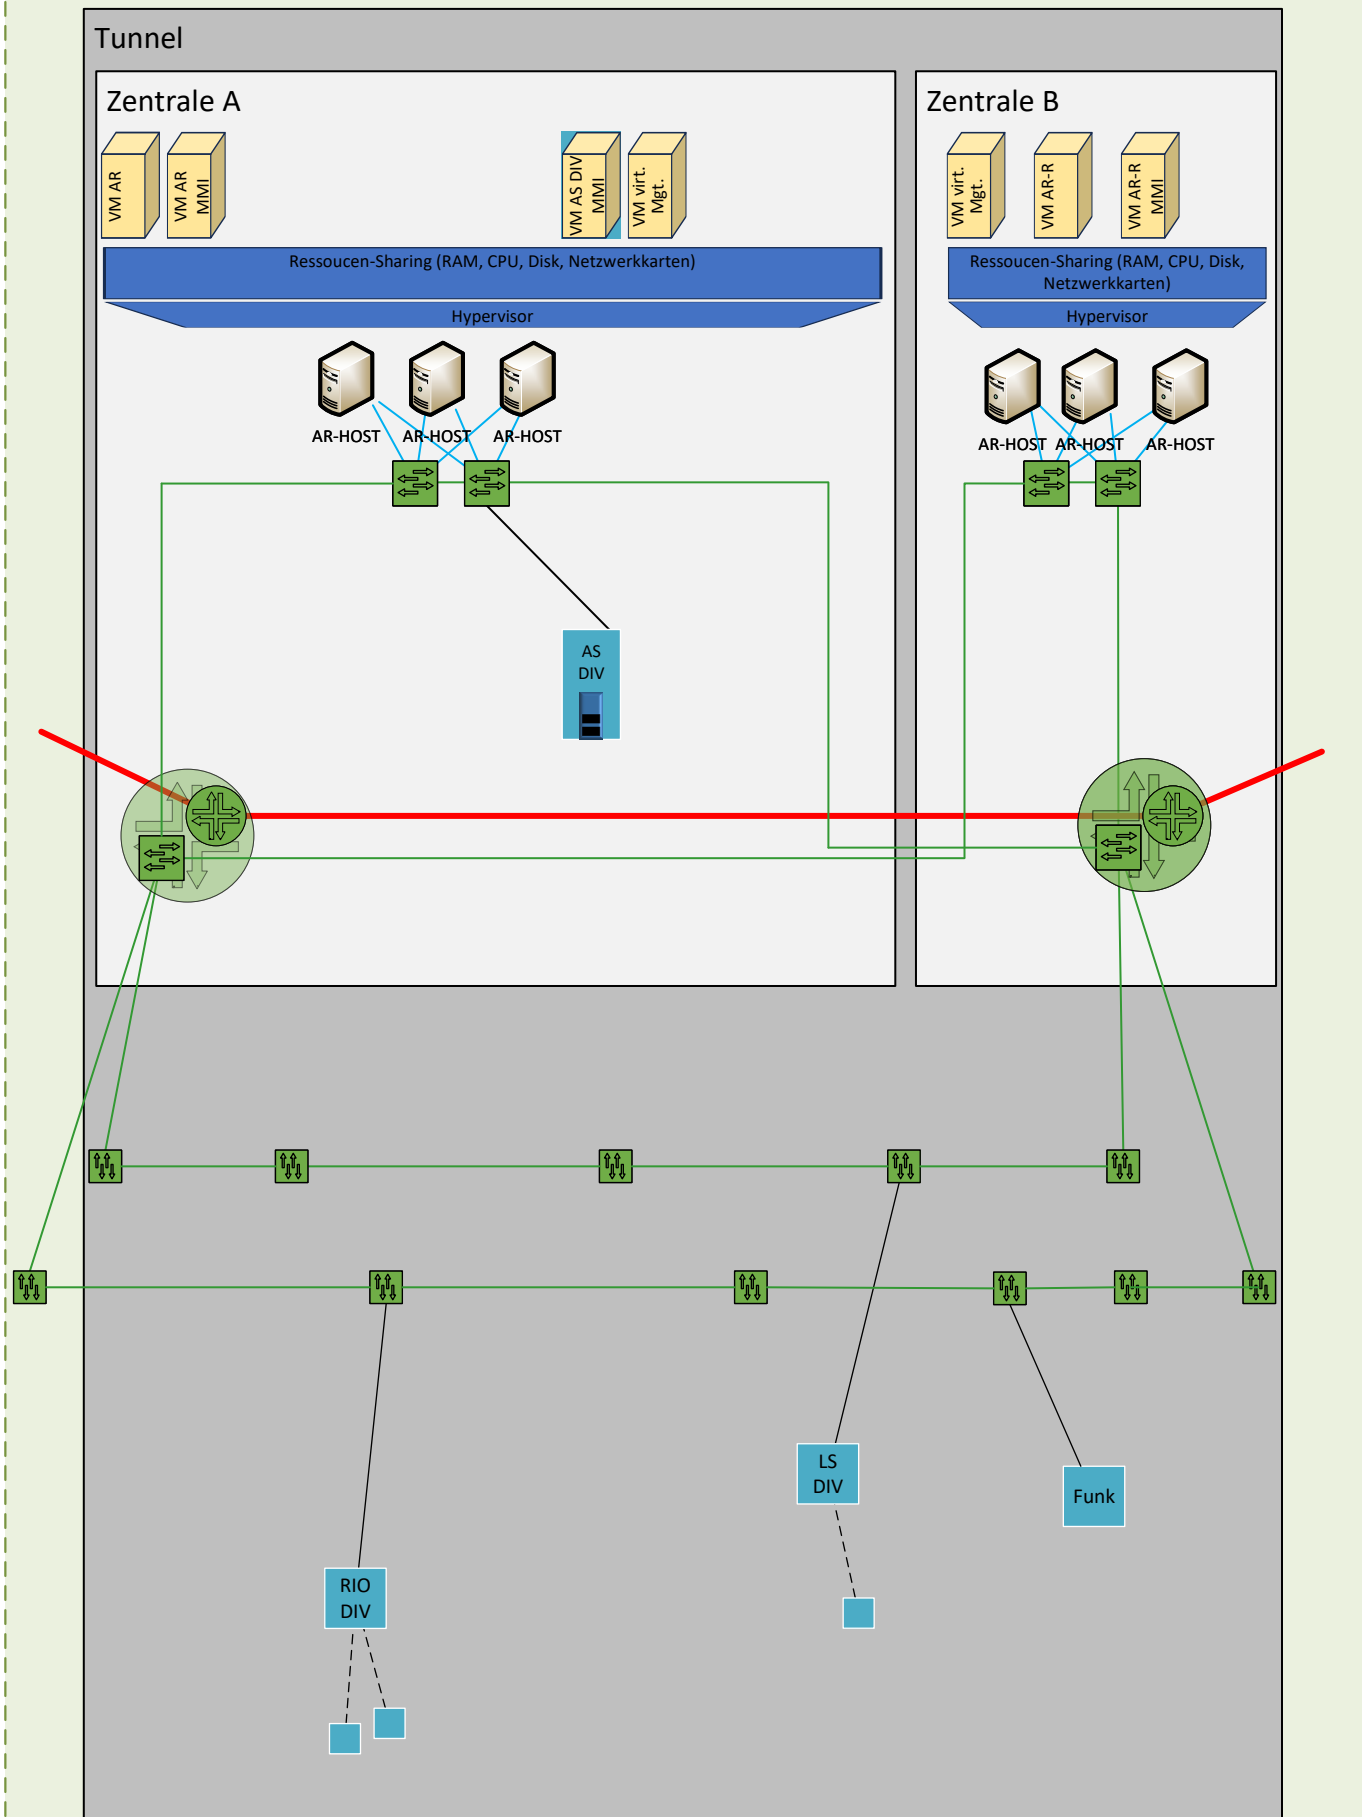 Tunnel
Zentrale A
Zentrale B
VM AR
VM AR
MMI
VM AS DIV
MMI
VM virt.
Mgt.
VM virt.
Mgt.
VM AR-R
VM AR-R
MMI
Ressoucen-Sharing (RAM, CPU, Disk, Netzwerkkarten)
Hypervisor
Ressoucen-Sharing (RAM, CPU, Disk,
Netzwerkkarten)
Hypervisor
AR-HOST
AR-HOST
AR-HOST
AR-HOST
AR-HOST
AR-HOST
AS
DIV
LS
DIV
Funk
RIO
DIV